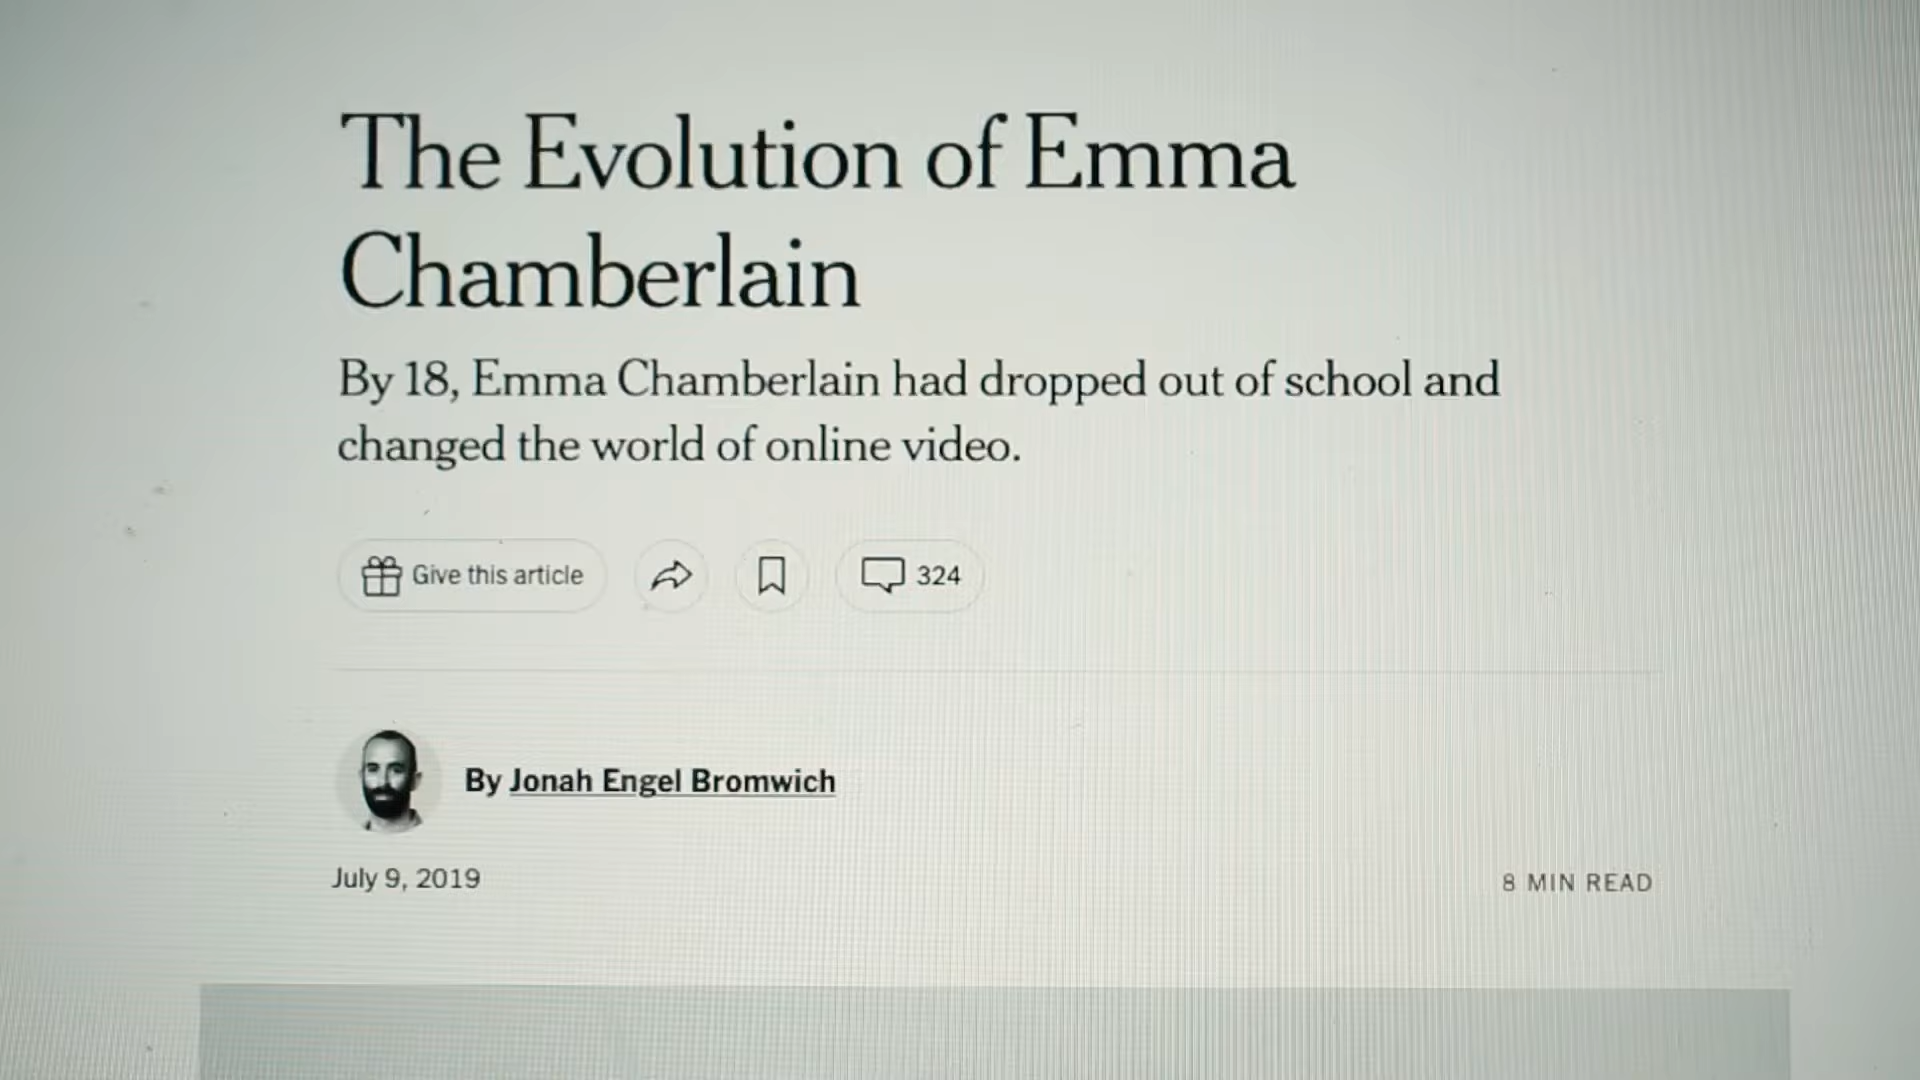 The Evolution of Emma
Chamberlain
By 18, Emma Chamberlain had dropped out of school and
changed the world of online video.
Give this article
324
By Jonah Engel Bromwich
July 9, 2019
8 MIN READ